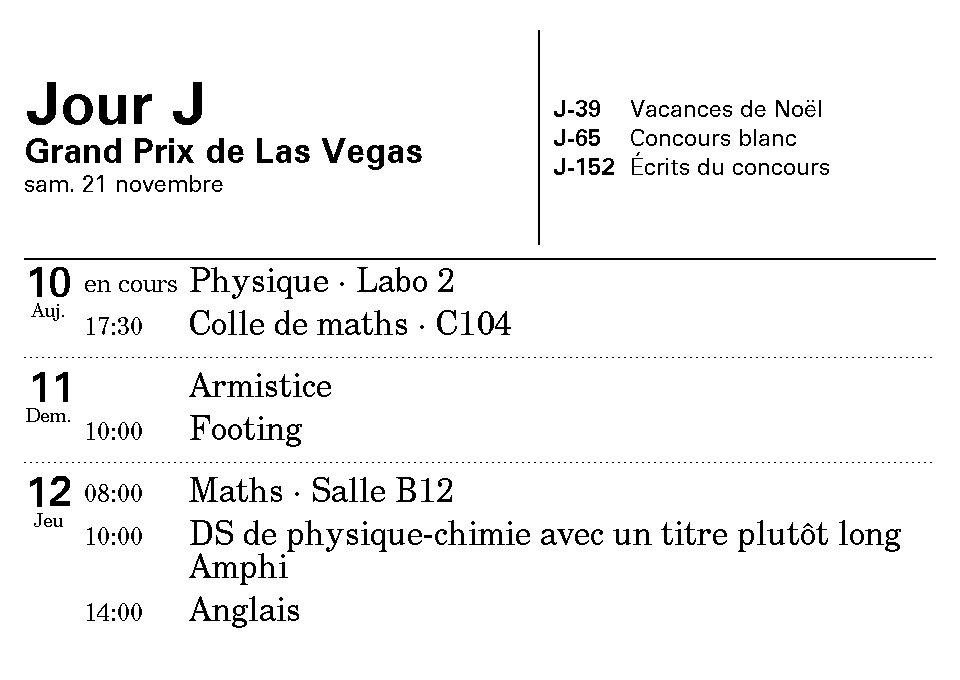 Jour J
Grand Prix de Las Vegas
sam. 21 novembre
J-39 Vacances de Noël
J-65 Concours blanc
J-152 Écrits du concours
10 en cours Physique · Labo 2
Auj.
17:30 Colle de maths · C104
11 Armistice
Dem.
10:00 Footing
12 08:00 Maths · Salle B12
Jeu
10:00 DS de physique-chimie avec un titre plutôt long
Amphi
14:00 Anglais